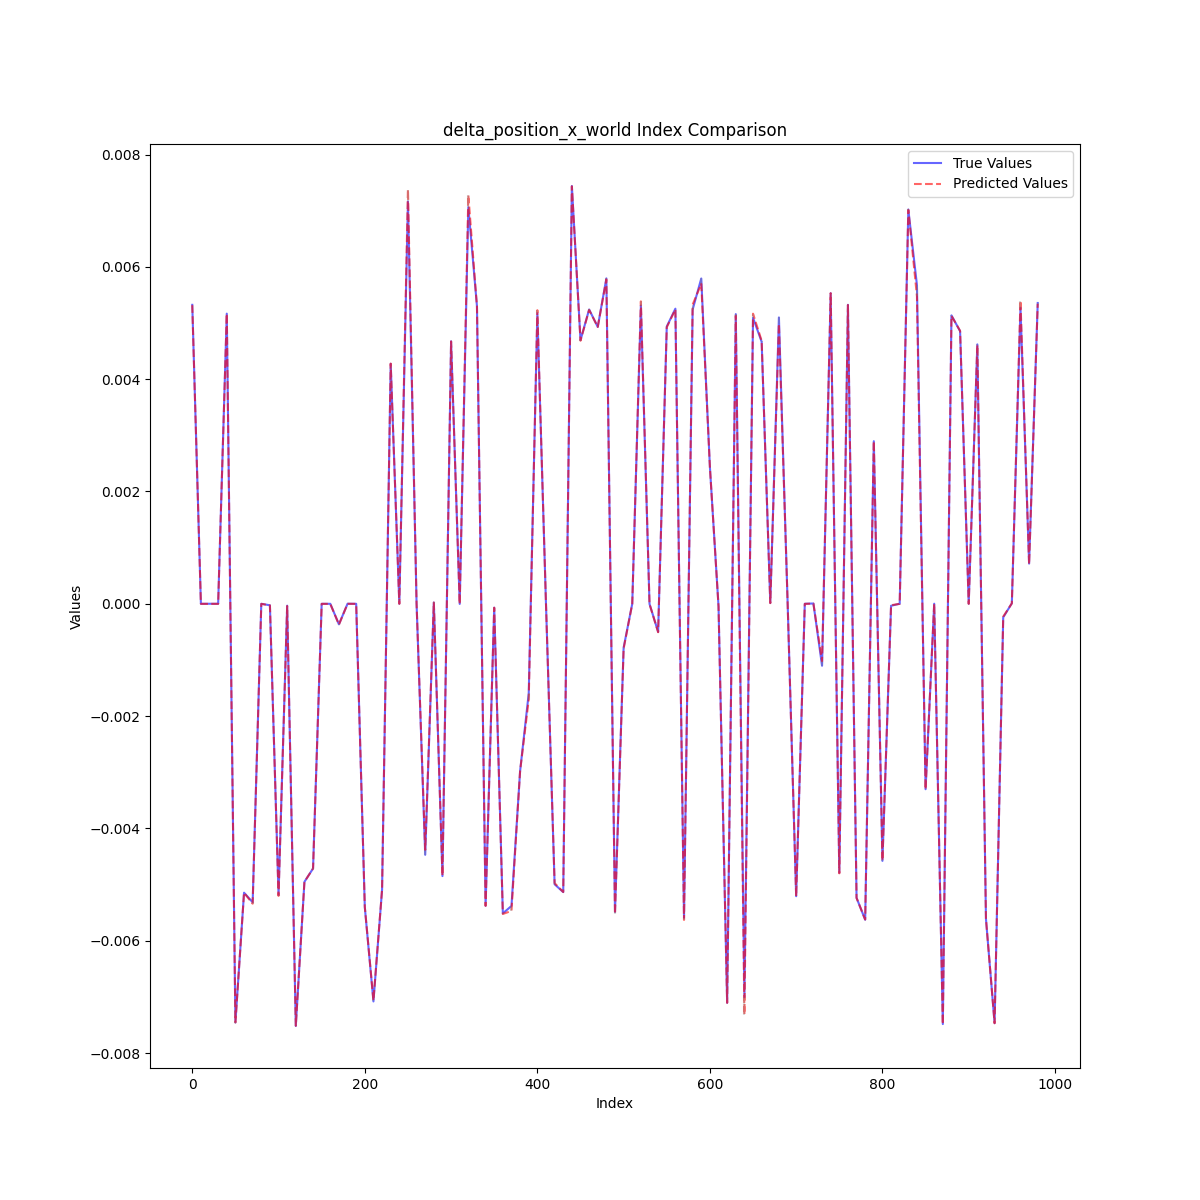 delta_position_x_world Index Comparison
True Values
Predicted Values
0.008
0.006
0.004
0.002
0.000
−0.002
−0.004
−0.006
−0.008
Values
0 200 400 600 800 1000
Index